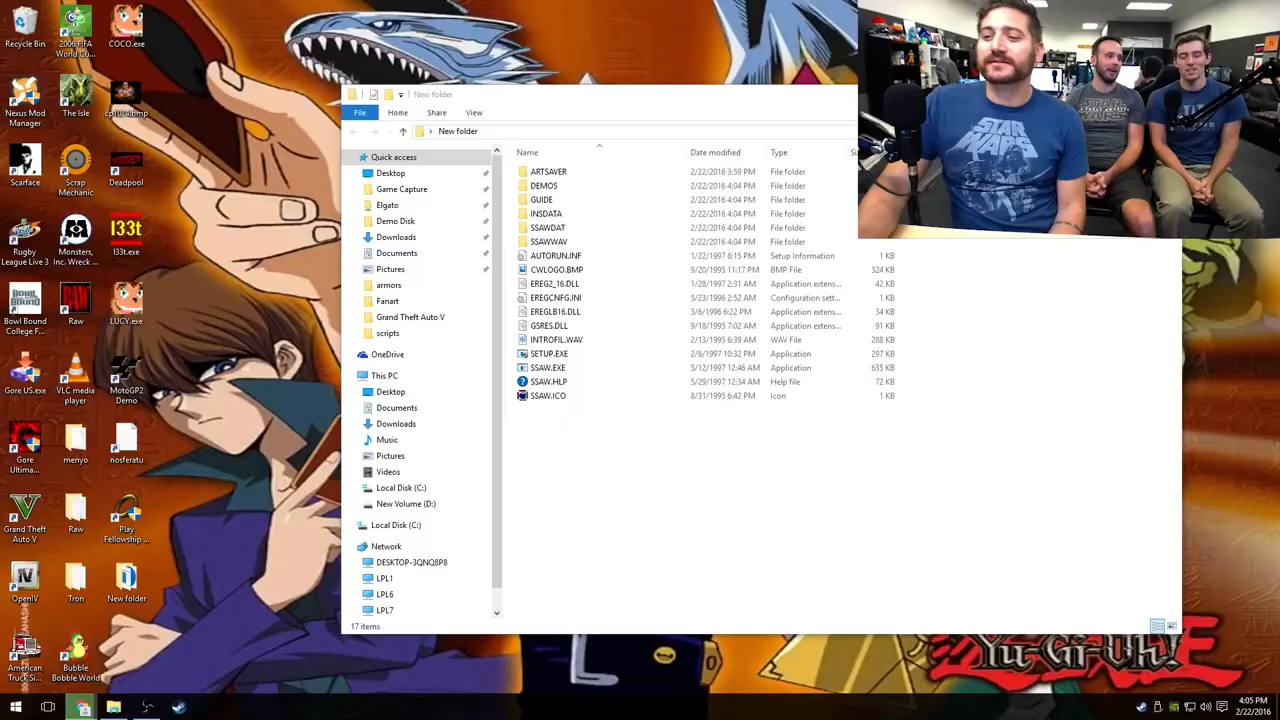 Recycle Bin
2006 FIFA
World Cu...
COCO.exe
Nexus Mod
Manager
The Isle
cp1024.bmp
Scarface
Scrap
Mechanic
Deadpool
Rugby
League Live 3
Monsters,
Inc. Wreck ...
l33t
l33t.exe
BOWL
BOUND
Bowl Bound
College F...
RAW
Raw
LUCY.exe
Gore US.exe
VLC media
player
MotoGP2
Demo
Gore
Ultima...
menyo
nosferatu
Grand Theft
Auto V
Raw
Play
Fellowship ...
IV
OpenIV
Tron
New folder
American
Truck Si...
Bubble
Bobble World
New folder
File
Home
Share
View
New folder
Quick access
Desktop
Game Capture
Elgato
Demo Disk
Downloads
Documents
Pictures
armors
Fanart
Grand Theft Auto V
scripts
OneDrive
This PC
Desktop
Documents
Downloads
Music
Pictures
Videos
Local Disk (C:)
New Volume (D:)
Local Disk (C:)
Network
DESKTOP-3QNQ8P8
LPL1
LPL6
LPL7
17 items
Name Date modified Type
ARTSAVER 2/22/2016 3:59 PM File folder
DEMOS 2/22/2016 4:04 PM File folder
GUIDE 2/22/2016 4:04 PM File folder
INSDATA 2/22/2016 4:04 PM File folder
SSAWDAT 2/22/2016 4:04 PM File folder
SSAWWAV 2/22/2016 4:04 PM File folder
AUTORUN.INF 1/22/1997 8:15 PM Setup Information 1 KB
CWLOGO.BMP 9/20/1995 11:17 PM BMP File 324 KB
EREG2_16.DLL 1/28/1997 2:31 AM Application extens... 42 KB
EREGCNFG.INI 5/23/1996 2:52 AM Configuration sett... 1 KB
EREGLB16.DLL 3/6/1996 6:22 PM Application extens... 34 KB
GSRES.DLL 9/18/1995 7:02 AM Application extens... 91 KB
INTROFIL.WAV 2/13/1995 6:39 AM WAV File 288 KB
SETUP.EXE 2/6/1997 10:32 PM Application 297 KB
SSAW.EXE 5/12/1997 12:46 AM Application 635 KB
SSAW.HLP 5/29/1997 12:34 AM Help file 72 KB
SSAW.ICO 8/31/1995 6:42 PM Icon 1 KB
STAR
WARS
STAR
WARS
Yu-Gi-Oh!
4:05 PM
2/22/2016